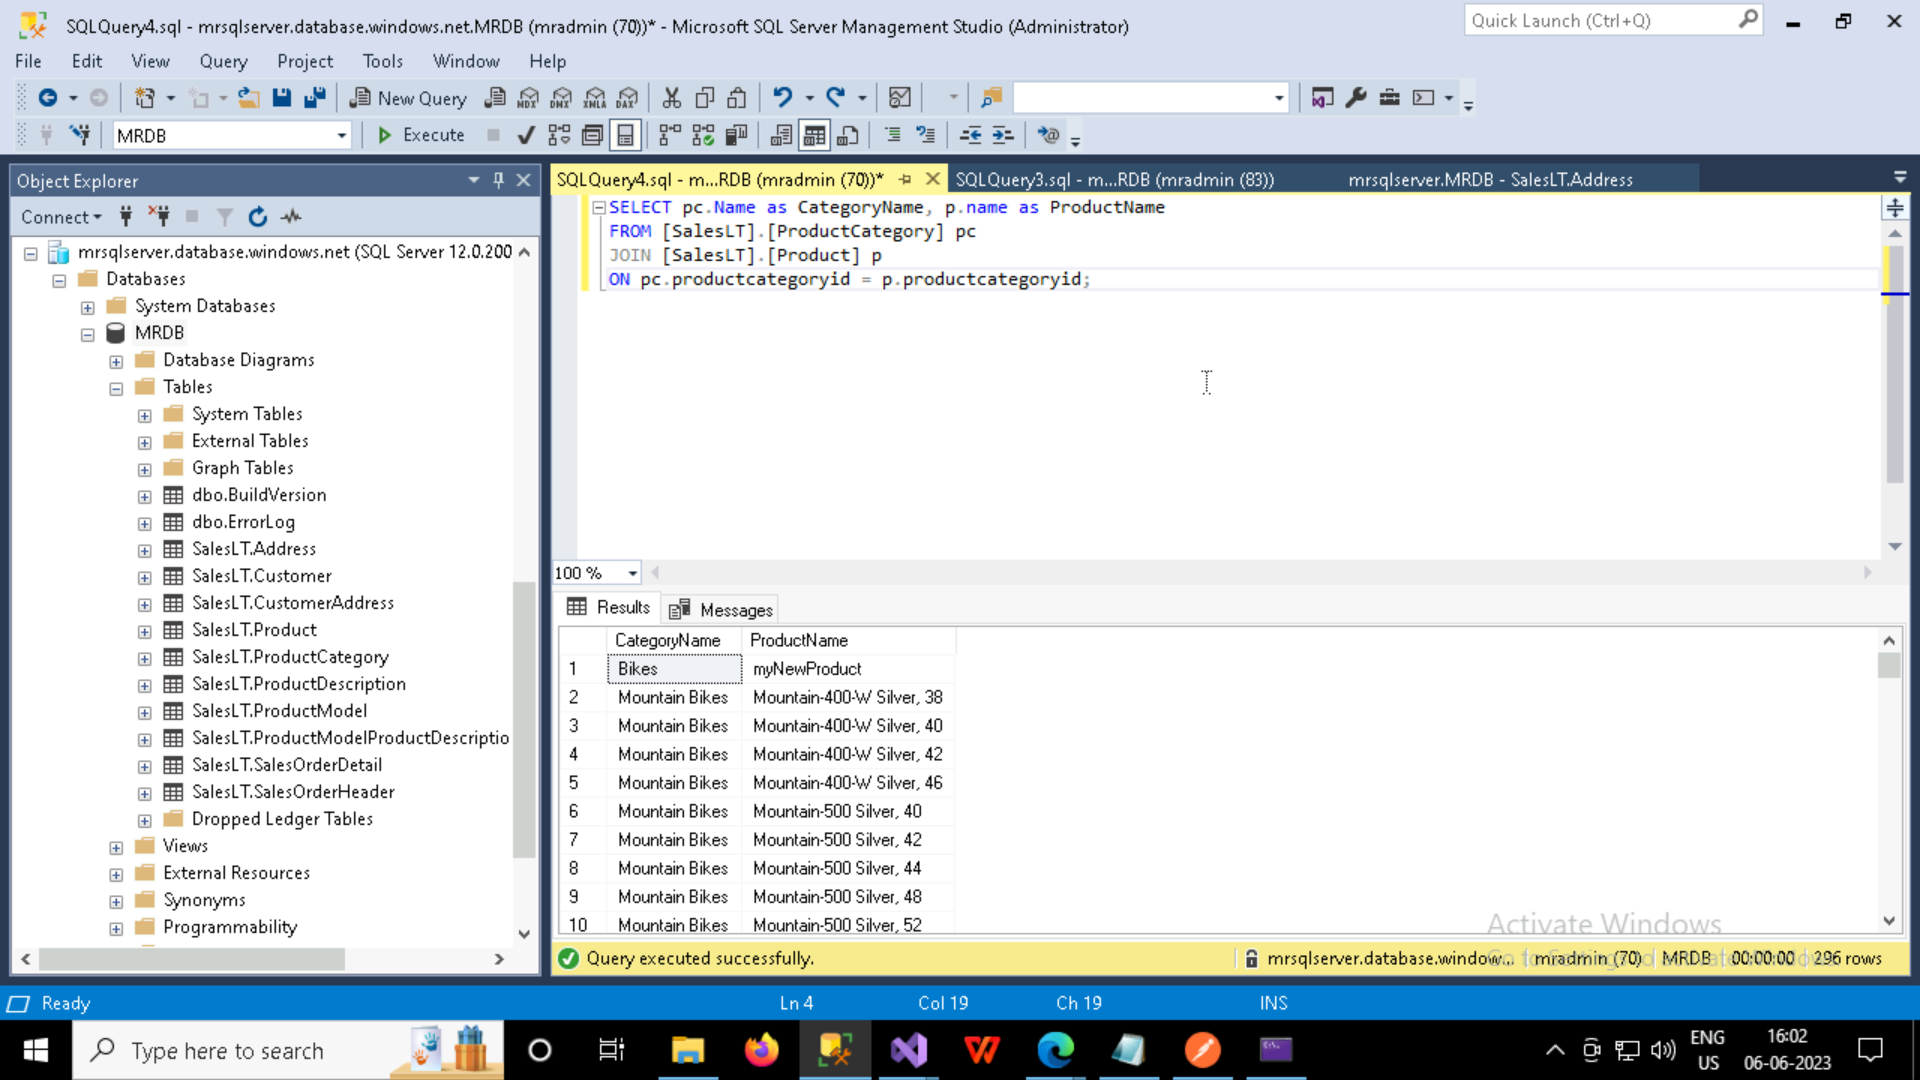 SQLQuery4.sql - mrsqlserver.database.windows.net.MRDB (mradmin (70))* - Microsoft SQL Server Management Studio (Administrator)
Quick Launch (Ctrl+Q)
File Edit View Query Project Tools Window Help
New Query MDX DMX XMLA DAX
MRDB Execute
Object Explorer
Connect
mrsqlserver.database.windows.net (SQL Server 12.0.200
Databases
System Databases
MRDB
Database Diagrams
Tables
System Tables
External Tables
Graph Tables
dbo.BuildVersion
dbo.ErrorLog
SalesLT.Address
SalesLT.Customer
SalesLT.CustomerAddress
SalesLT.Product
SalesLT.ProductCategory
SalesLT.ProductDescription
SalesLT.ProductModel
SalesLT.ProductModelProductDescriptio
SalesLT.SalesOrderDetail
SalesLT.SalesOrderHeader
Dropped Ledger Tables
Views
External Resources
Synonyms
Programmability
SQLQuery4.sql - m...RDB (mradmin (70))* SQLQuery3.sql - m...RDB (mradmin (83)) mrsqlserver.MRDB - SalesLT.Address
SELECT pc.Name as CategoryName, p.name as ProductName
FROM [SalesLT].[ProductCategory] pc
JOIN [SalesLT].[Product] p
ON pc.productcategoryid = p.productcategoryid;
100 %
Results Messages
CategoryName ProductName
1 Bikes myNewProduct
2 Mountain Bikes Mountain-400-W Silver, 38
3 Mountain Bikes Mountain-400-W Silver, 40
4 Mountain Bikes Mountain-400-W Silver, 42
5 Mountain Bikes Mountain-400-W Silver, 46
6 Mountain Bikes Mountain-500 Silver, 40
7 Mountain Bikes Mountain-500 Silver, 42
8 Mountain Bikes Mountain-500 Silver, 44
9 Mountain Bikes Mountain-500 Silver, 48
10 Mountain Bikes Mountain-500 Silver, 52
Activate Windows
Query executed successfully. mrsqlserver.database.window... mradmin (70) MRDB 00:00:00 296 rows
Ready Ln 4 Col 19 Ch 19 INS
Type here to search
ENG
US
16:02
06-06-2023